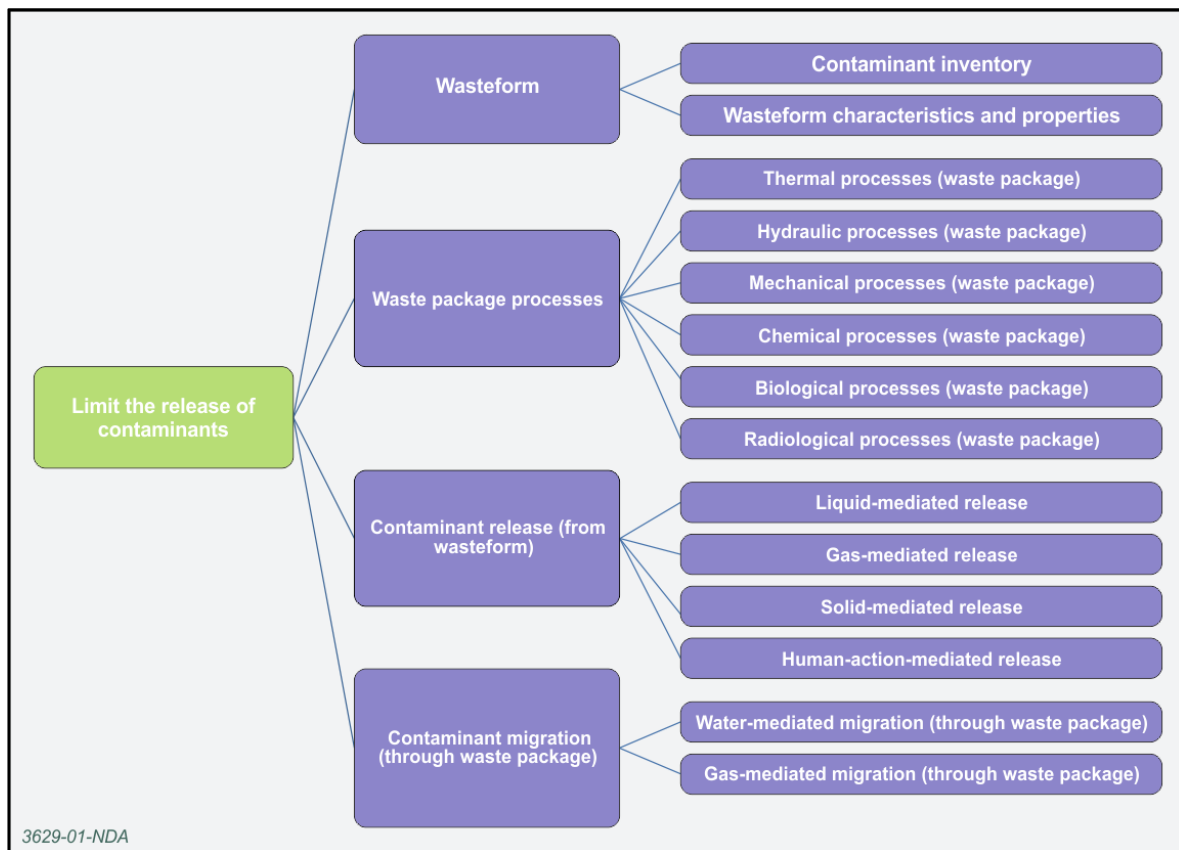 Limit the release of
contaminants
Wasteform
Contaminant inventory
Wasteform characteristics and properties
Waste package processes
Thermal processes (waste package)
Hydraulic processes (waste package)
Mechanical processes (waste package)
Chemical processes (waste package)
Biological processes (waste package)
Radiological processes (waste package)
Contaminant release (from
wasteform)
Liquid-mediated release
Gas-mediated release
Solid-mediated release
Human-action-mediated release
Contaminant migration
(through waste package)
Water-mediated migration (through waste package)
Gas-mediated migration (through waste package)
3629-01-NDA